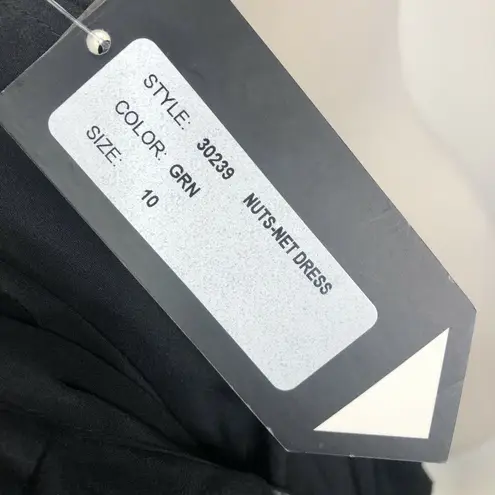 STYLE: 30239 NUTS-NET DRESS
COLOR: GRN
SIZE: 10